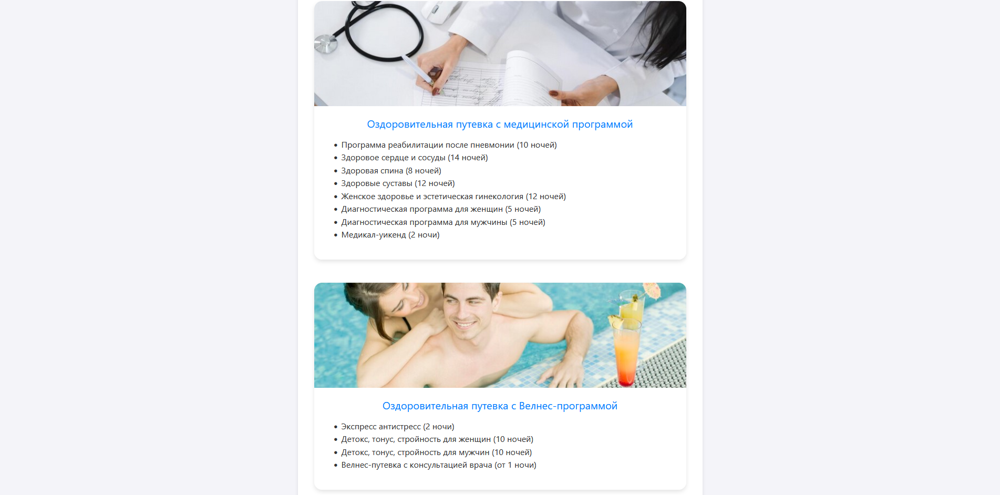 Оздоровительная путевка с медицинской программой
• Программа реабилитации после пневмонии (10 ночей)
• Здоровое сердце и сосуды (14 ночей)
• Здоровая спина (8 ночей)
• Здоровые суставы (12 ночей)
• Женское здоровье и эстетическая гинекология (12 ночей)
• Диагностическая программа для женщин (5 ночей)
• Диагностическая программа для мужчины (5 ночей)
• Медикал-уикенд (2 ночи)
Оздоровительная путевка с Велнес-программой
• Экспресс антистресс (2 ночи)
• Детокс, тонус, стройность для женщин (10 ночей)
• Детокс, тонус, стройность для мужчин (10 ночей)
• Велнес-путевка с консультацией врача (от 1 ночи)